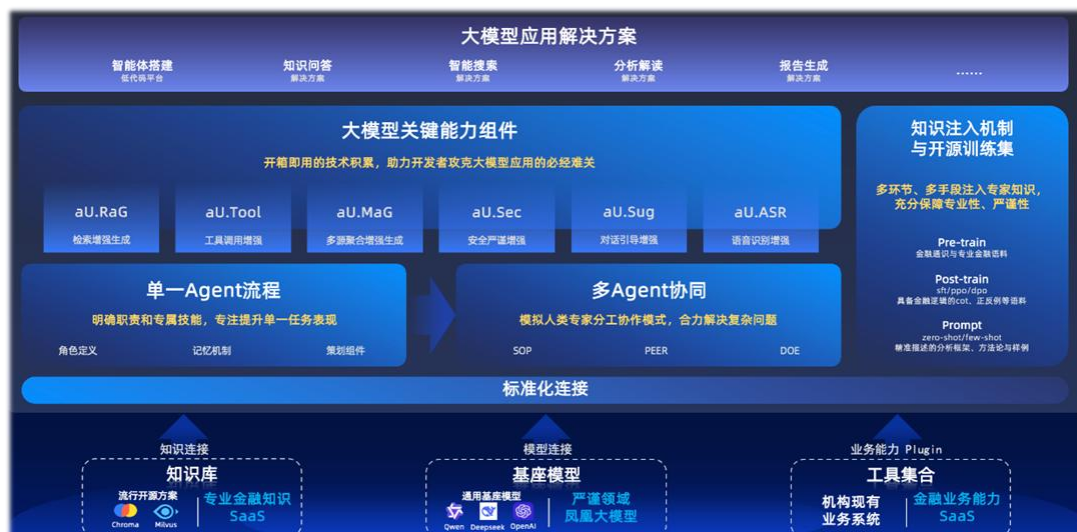 大模型应用解决方案
智能体搭建
低代码平台
知识问答
解决方案
智能搜索
解决方案
分析解读
解决方案
报告生成
解决方案
......
大模型关键能力组件
开箱即用的技术积累，助力开发者攻克大模型应用的必经难关
aU.RaG
检索增强生成
aU.Tool
工具调用增强
aU.MaG
多源聚合增强生成
aU.Sec
安全严谨增强
aU.Sug
对话引导增强
aU.ASR
语音识别增强
知识注入机制
与开源训练集
多环节、多手段注入专家知识，
充分保障专业性、严谨性
Pre-train
金融通识与专业金融语料
Post-train
sft/ppo/dpo
具备金融逻辑的cot、正反例等语料
Prompt
zero-shot/few-shot
精准描述的分析框架、方法论与样例
单一Agent流程
明确职责和专属技能，专注提升单一任务表现
角色定义
记忆机制
策划组件
多Agent协同
模拟人类专家分工协作模式，合力解决复杂问题
SOP
PEER
DOE
标准化连接
知识连接
知识库
流行开源方案
Chroma
Milvus
专业金融知识
SaaS
模型连接
基座模型
通用基座模型
Qwen
Deepseek
OpenAI
严谨领域
凤凰大模型
业务能力 Plugin
工具集合
机构现有
业务系统
金融业务能力
SaaS